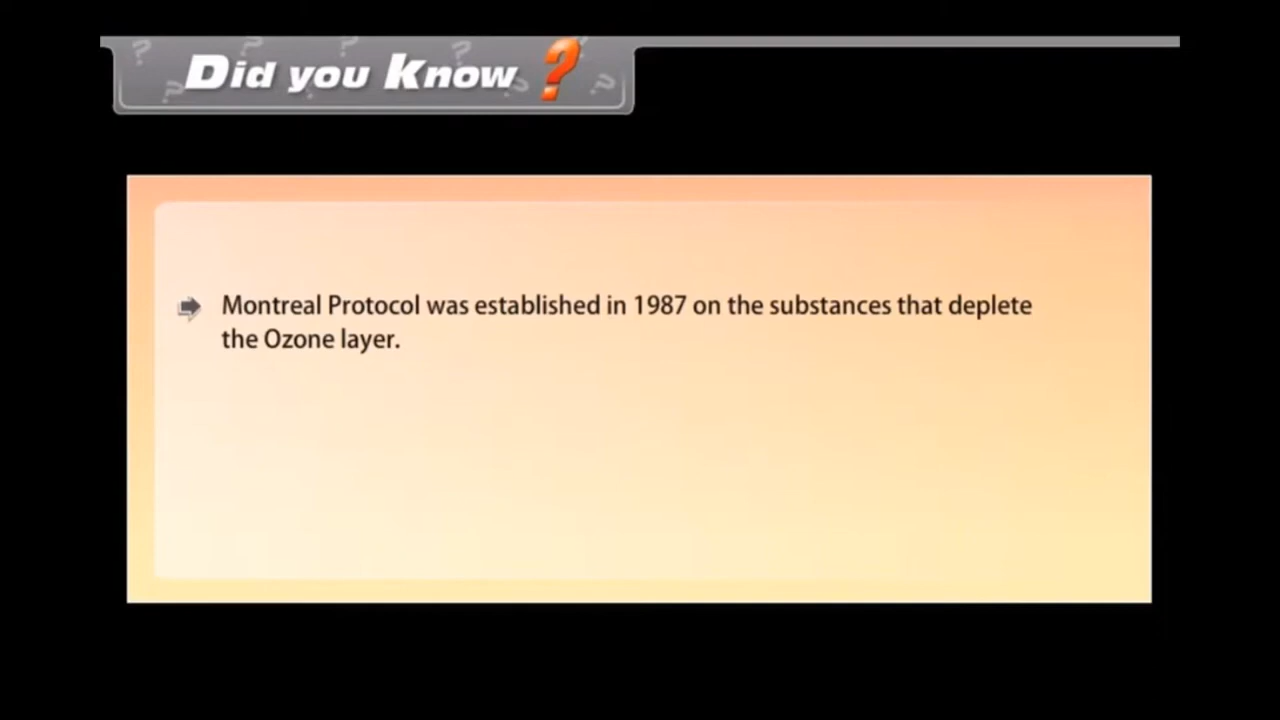 Did you Know ?
Montreal Protocol was established in 1987 on the substances that deplete
the Ozone layer.